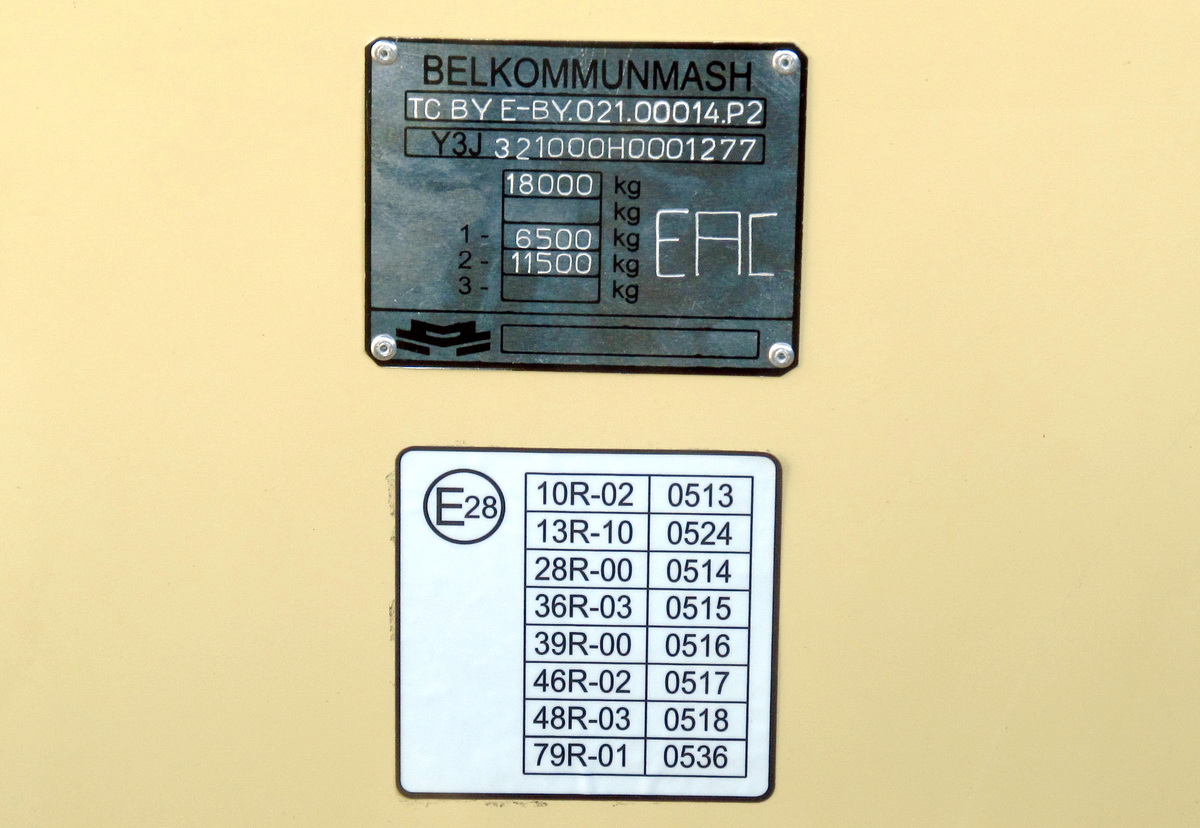 BELKOMMUNMASH
TC BY E-BY.021.00014.P2
Y3J 321000H0001277
18000 kg
kg
1 - 6500 kg
2 - 11500 kg
3 - kg
EAC
E28
10R-02 0513
13R-10 0524
28R-00 0514
36R-03 0515
39R-00 0516
46R-02 0517
48R-03 0518
79R-01 0536